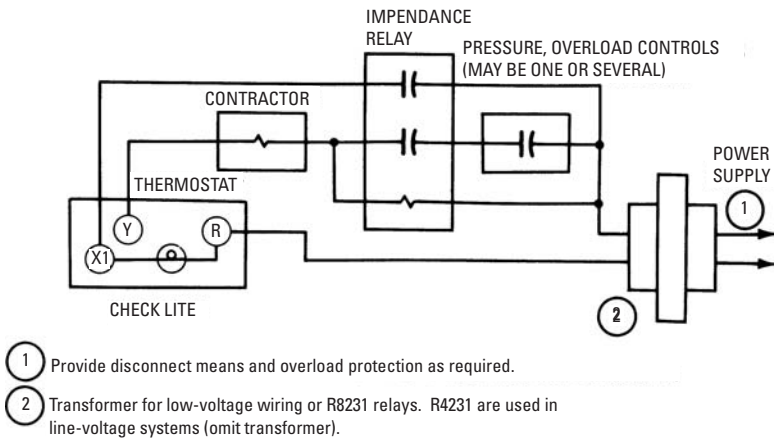 IMPENDANCE
RELAY
PRESSURE, OVERLOAD CONTROLS
(MAY BE ONE OR SEVERAL)
CONTRACTOR
POWER
SUPPLY
1
THERMOSTAT
Y
R
X1
CHECK LITE
2
1 Provide disconnect means and overload protection as required.
2 Transformer for low-voltage wiring or R8231 relays. R4231 are used in
line-voltage systems (omit transformer).